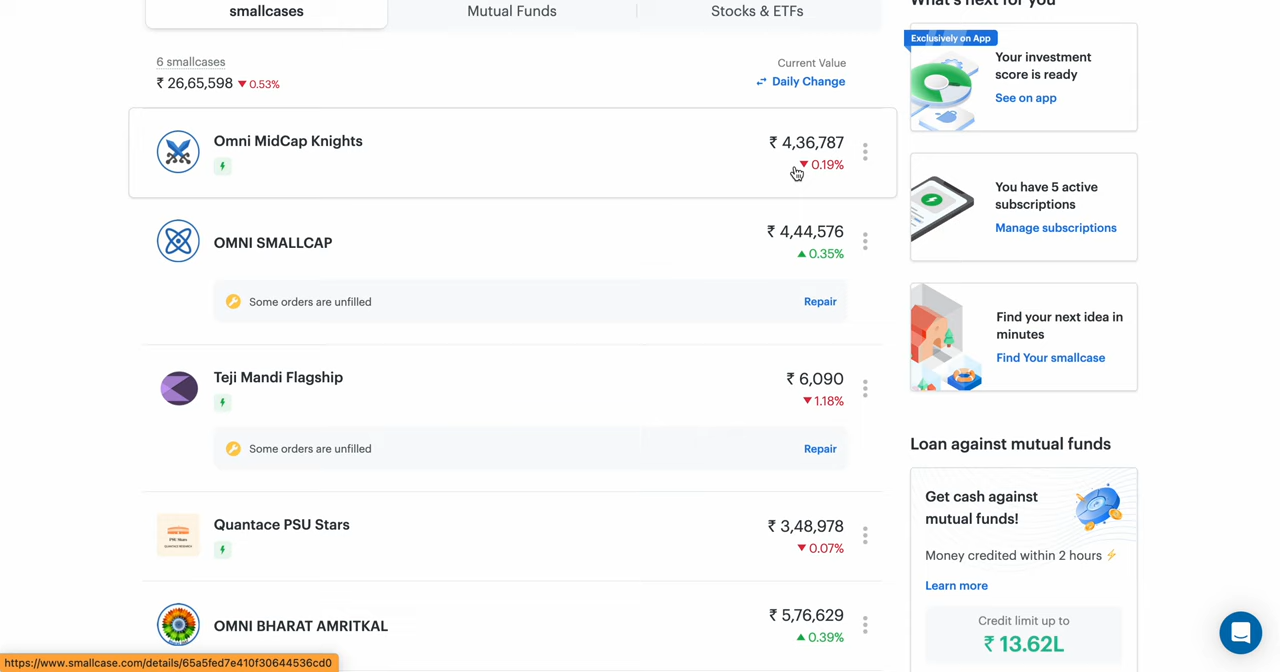 smallcases
Mutual Funds
Stocks & ETFs
6 smallcases
₹ 26,65,598 ▼ 0.53%
Current Value
Daily Change
Omni MidCap Knights
₹ 4,36,787
▼ 0.19%
OMNI SMALLCAP
₹ 4,44,576
▲ 0.35%
Some orders are unfilled
Repair
Teji Mandi Flagship
₹ 6,090
▼ 1.18%
Some orders are unfilled
Repair
Quantace PSU Stars
₹ 3,48,978
▼ 0.07%
OMNI BHARAT AMRITKAL
₹ 5,76,629
▲ 0.39%
What's next for you
Exclusively on App
Your investment
score is ready
See on app
You have 5 active
subscriptions
Manage subscriptions
Find your next idea in
minutes
Find Your smallcase
Loan against mutual funds
Get cash against
mutual funds!
Money credited within 2 hours ⚡
Learn more
Credit limit up to
₹ 13.62L
https://www.smallcase.com/details/65a5fed7e410f30644536cd0